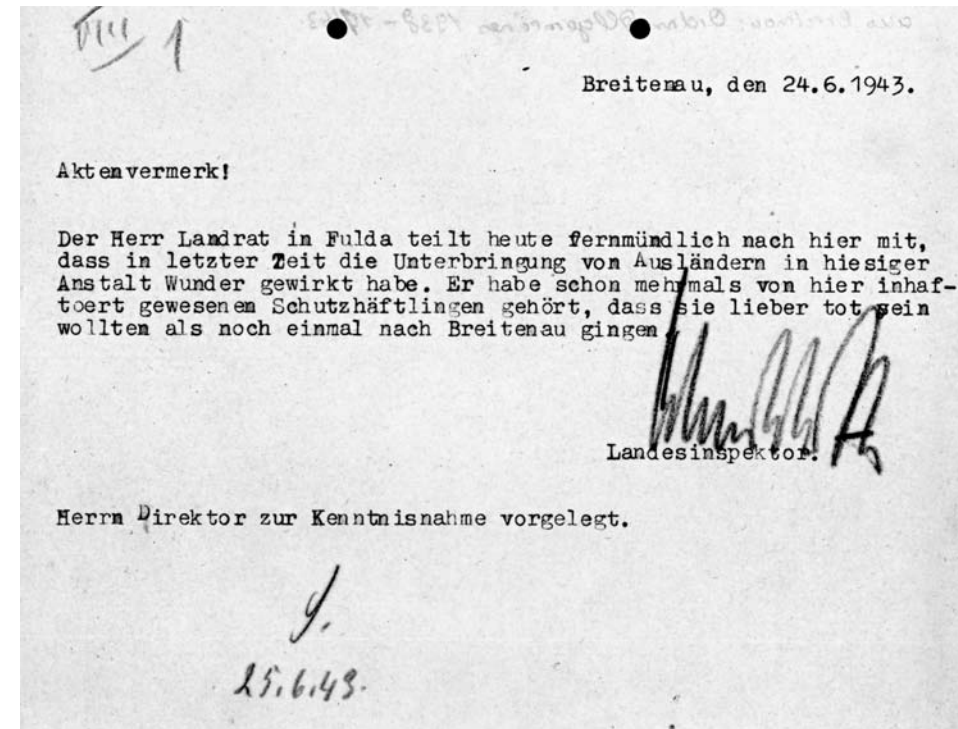 VIII 1
Breitenau, den 24.6.1943.
Aktenvermerk!
Der Herr Landrat in Fulda teilt heute fernmündlich nach hier mit,
dass in letzter Zeit die Unterbringung von Ausländern in hiesiger
Anstalt Wunder gewirkt habe. Er habe schon mehrmals von hier inhaf-
toert gewesenen Schutzhäftlingen gehört, dass sie lieber tot sein
wollten als noch einmal nach Breitenau gingen
Landesinspektor.
Herrn Direktor zur Kenntnisnahme vorgelegt.
25.6.43.